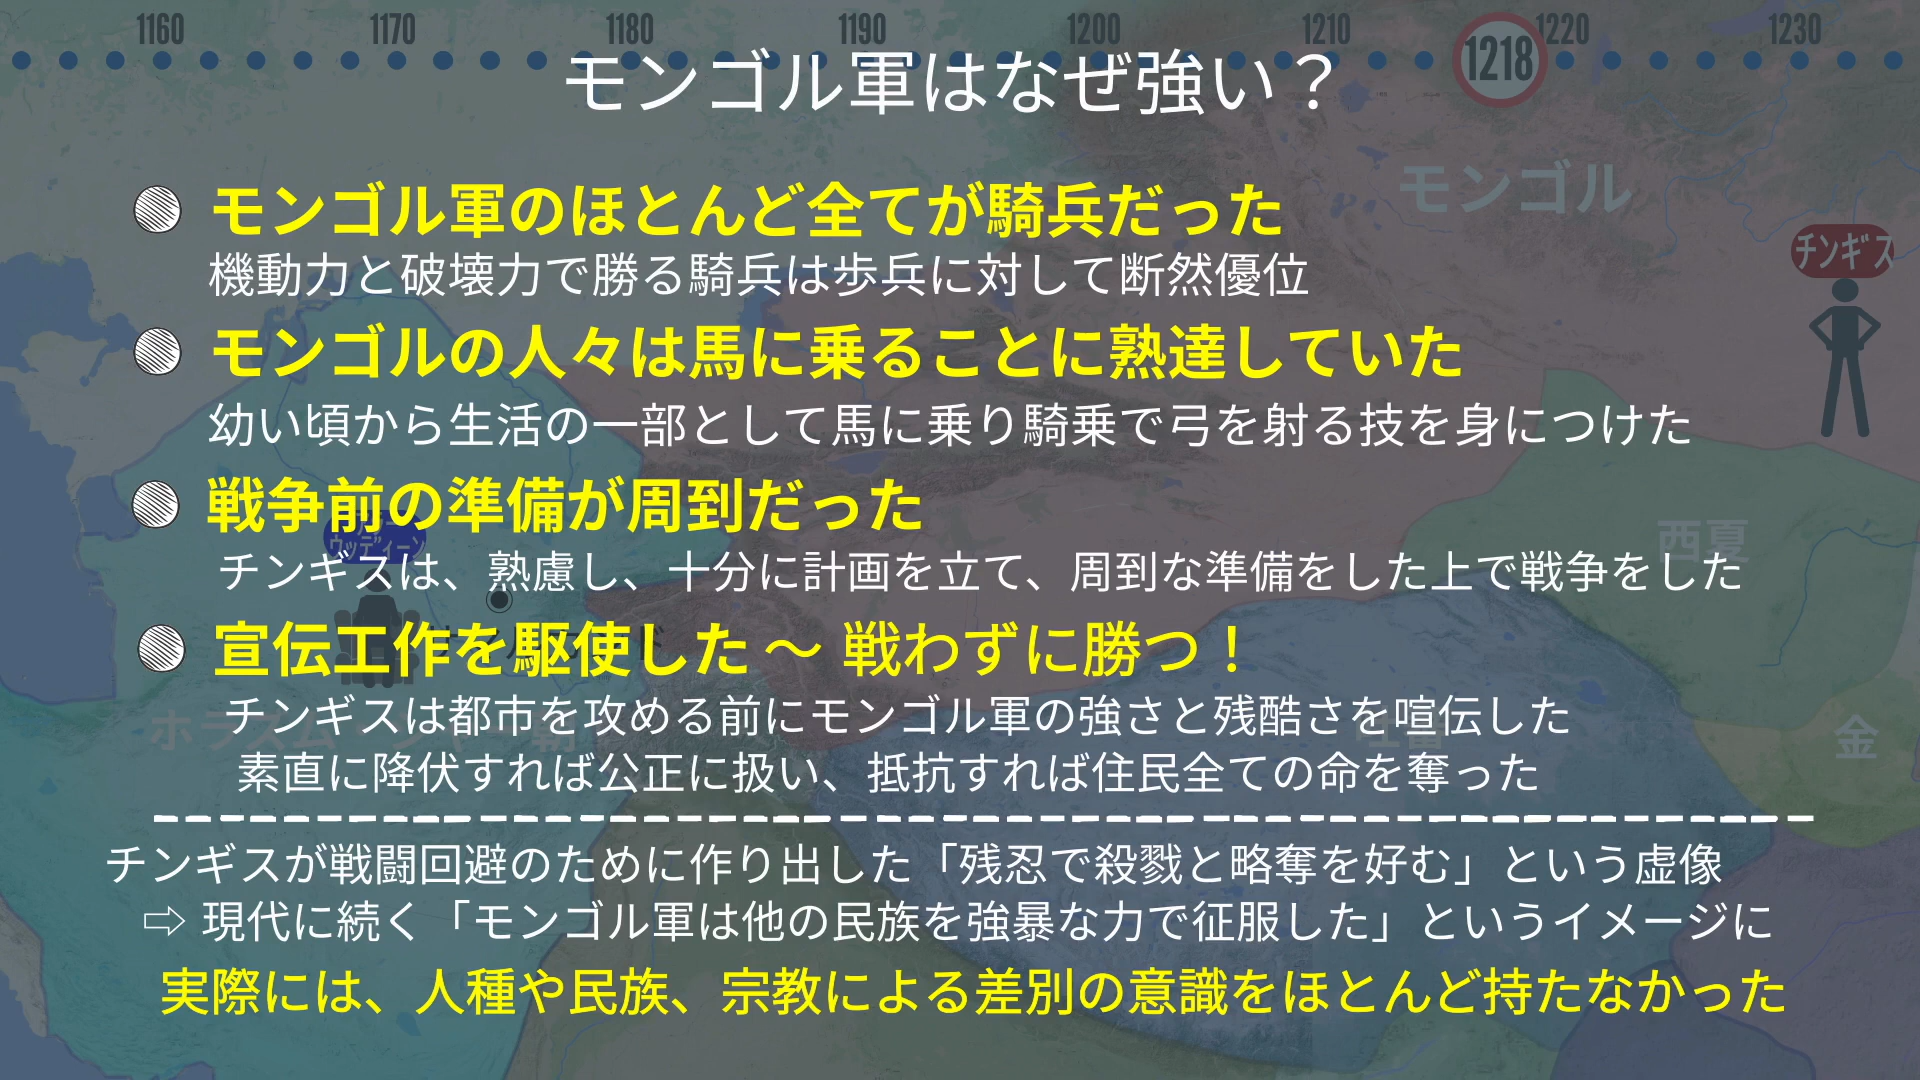 1160 1170 1180 1190 1200 1210 1218 1220 1230
モンゴル軍はなぜ強い？
モンゴル
モンゴル軍のほとんど全てが騎兵だった
チンギス
機動力と破壊力で勝る騎兵は歩兵に対して断然優位
モンゴルの人々は馬に乗ることに熟達していた
幼い頃から生活の一部として馬に乗り騎乗で弓を射る技を身につけた
戦争前の準備が周到だった
ウッディーン
西夏
チンギスは、熟慮し、十分に計画を立て、周到な準備をした上で戦争をした
宣伝工作を駆使した ～ 戦わずに勝つ！
チンギスは都市を攻める前にモンゴル軍の強さと残酷さを喧伝した
金
素直に降伏すれば公正に扱い、抵抗すれば住民全ての命を奪った
チンギスが戦闘回避のために作り出した「残忍で殺戮と略奪を好む」という虚像
⇨ 現代に続く「モンゴル軍は他の民族を強暴な力で征服した」というイメージに
実際には、人種や民族、宗教による差別の意識をほとんど持たなかった